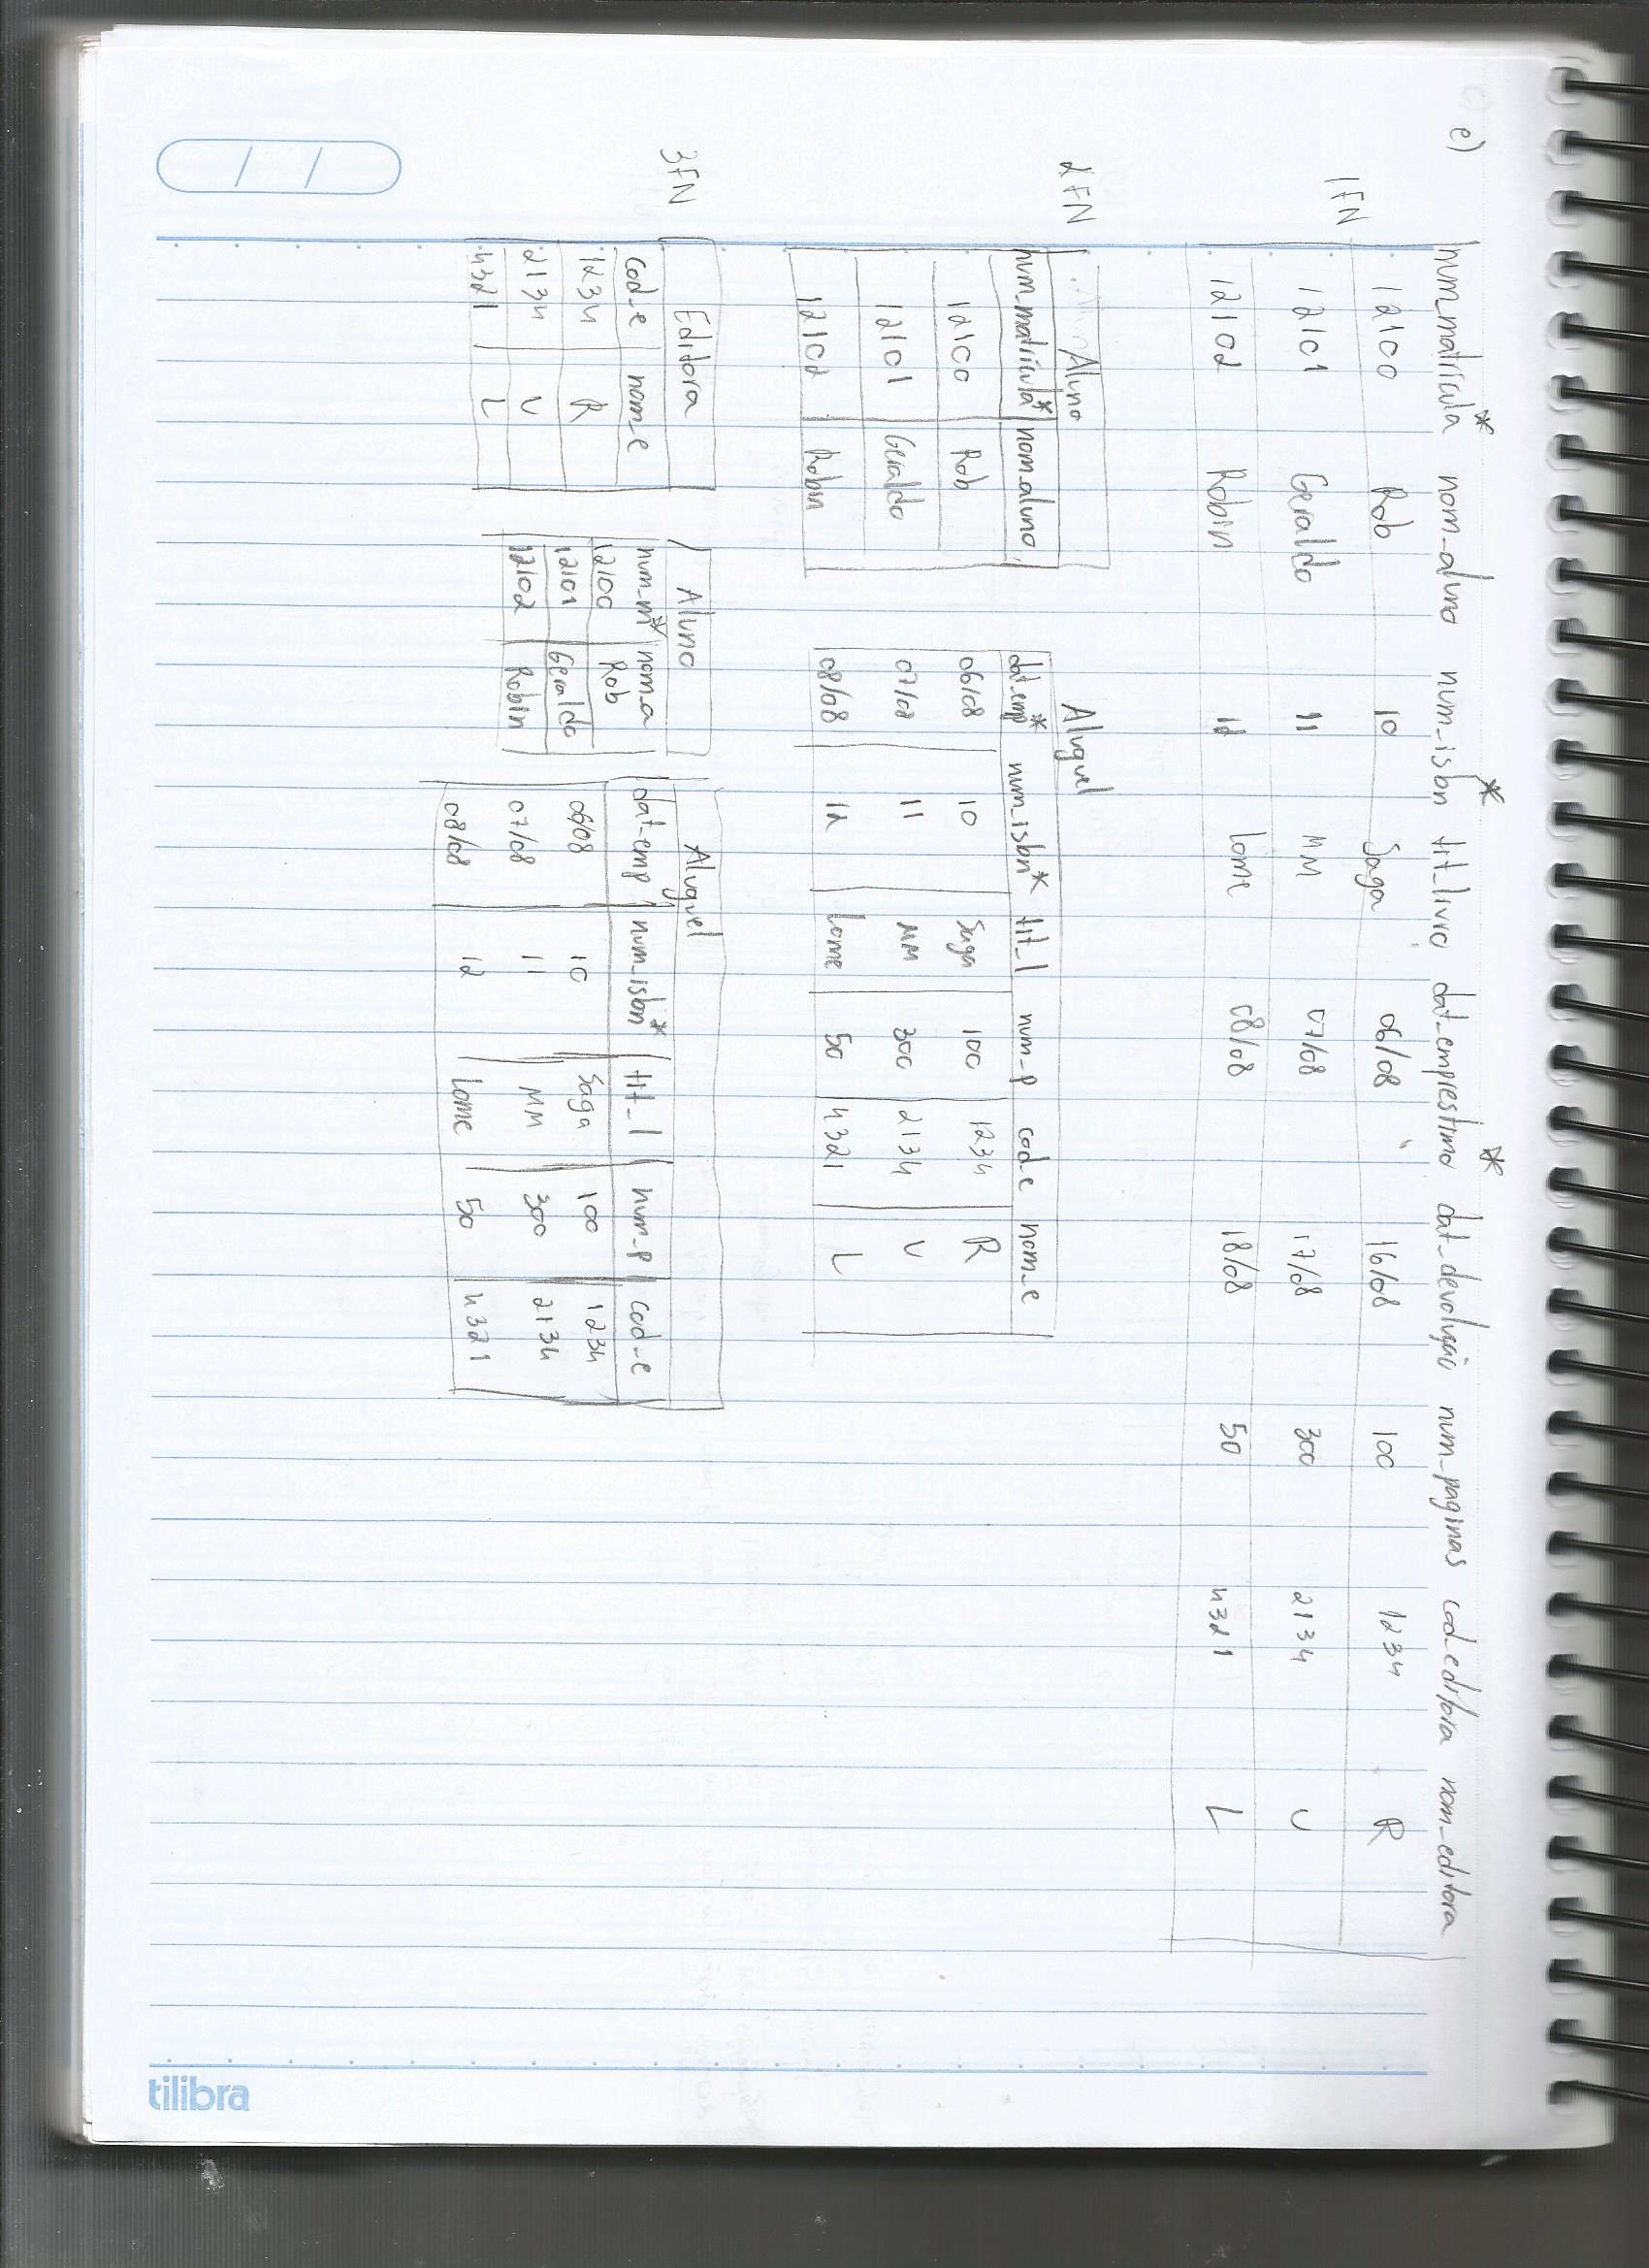 e)
num_matrícula* nom_aluno num_isbn* tit_livro dat_emprestimo* dat_devolução num_paginas cod_editora nom_editora
1FN
12100 Rob 10 Saga 06/08 16/08 100 1234 R
12101 Geraldo 11 MM 07/08 17/08 300 2134 U
12102 Robin 12 Lome 08/08 18/08 50 4321 L
2FN
Aluno
num_matrícula* nom_aluno
12100 Rob
12101 Geraldo
12102 Robin
Aluguel
dat_emp* num_isbn* tit_l num_p cod_e nom_e
06/08 10 Saga 100 1234 R
07/08 11 MM 300 2134 U
08/08 12 Lome 50 4321 L
3FN
Editora
cod_e nom_e
1234 R
2134 U
4321 L
Aluno
num_m* nom_a
12100 Rob
12101 Geraldo
12102 Robin
Aluguel
dat_emp num_isbn* tit_l num_p cod_e
06/08 10 Saga 100 1234
07/08 11 MM 300 2134
08/08 12 Lome 50 4321
tilibra